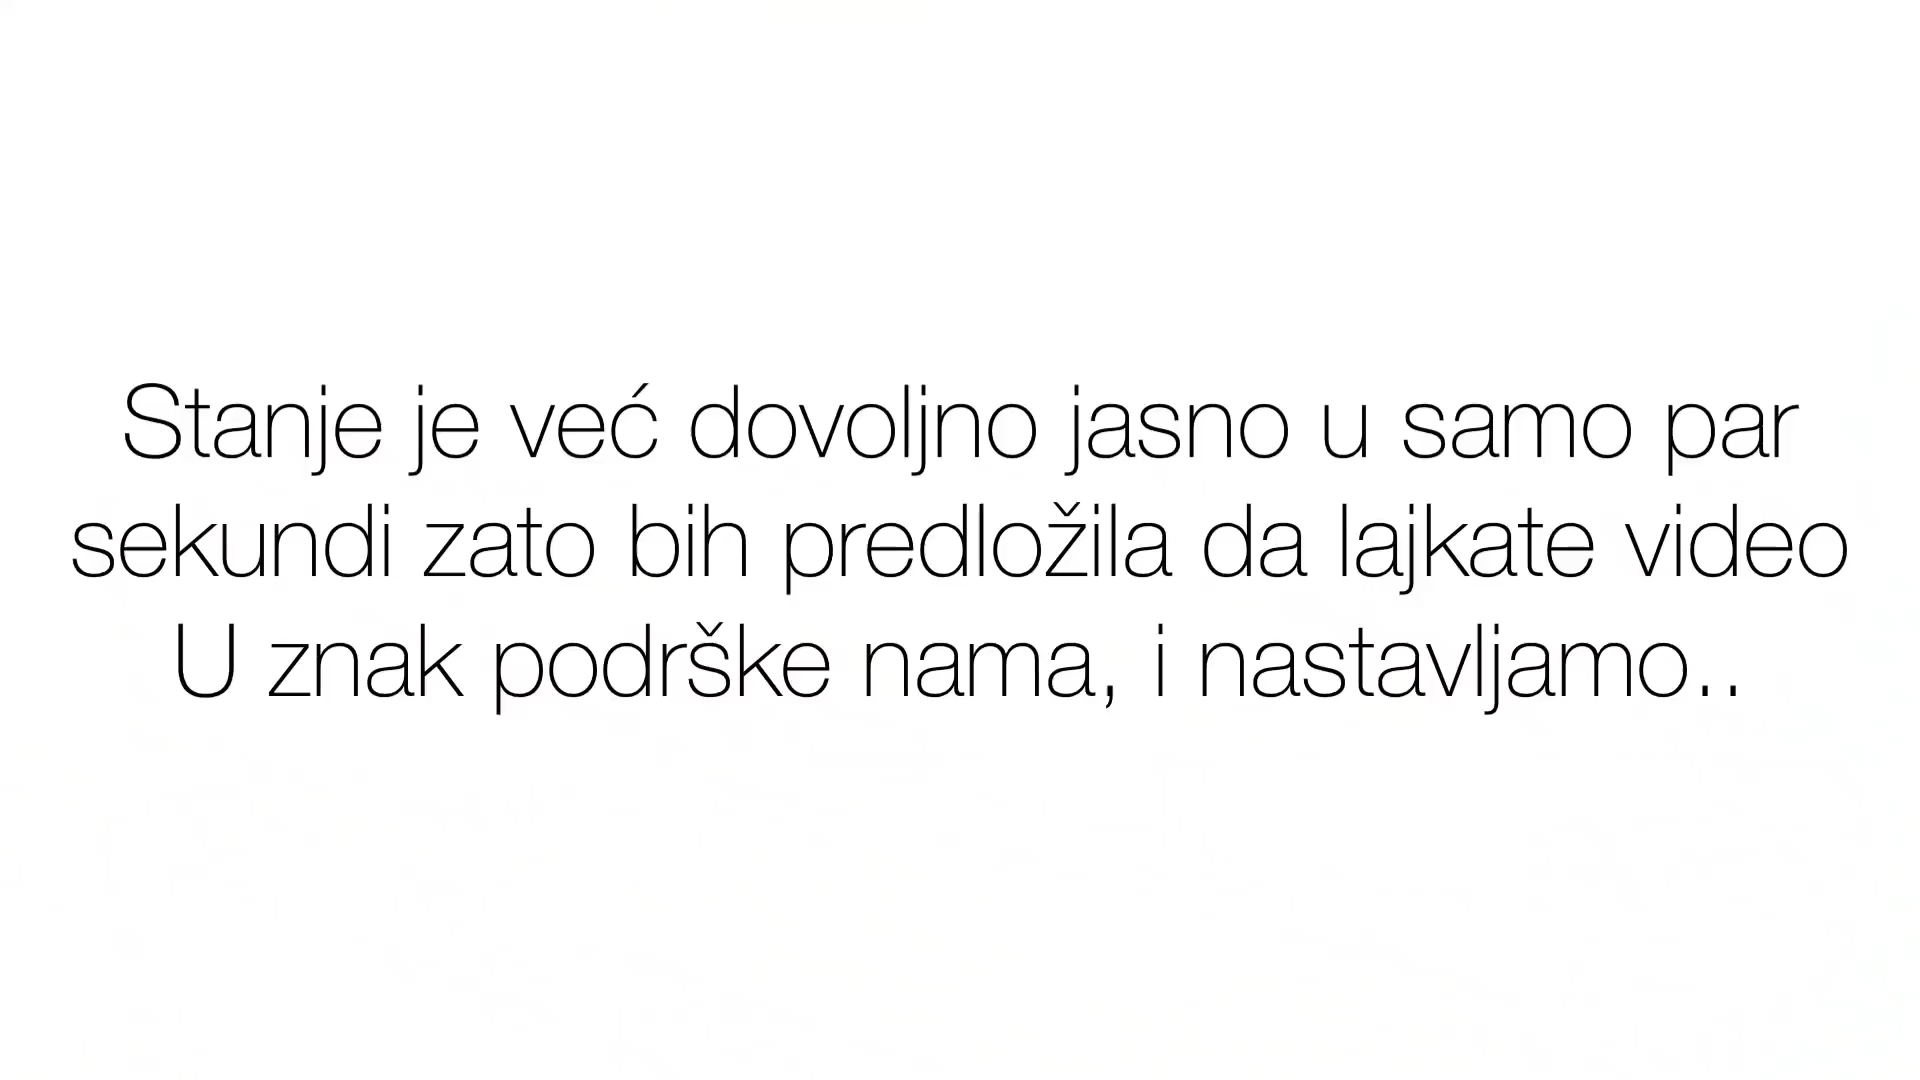 Stanje je već dovoljno jasno u samo par
sekundi zato bih predložila da lajkate video
U znak podrške nama, i nastavljamo..